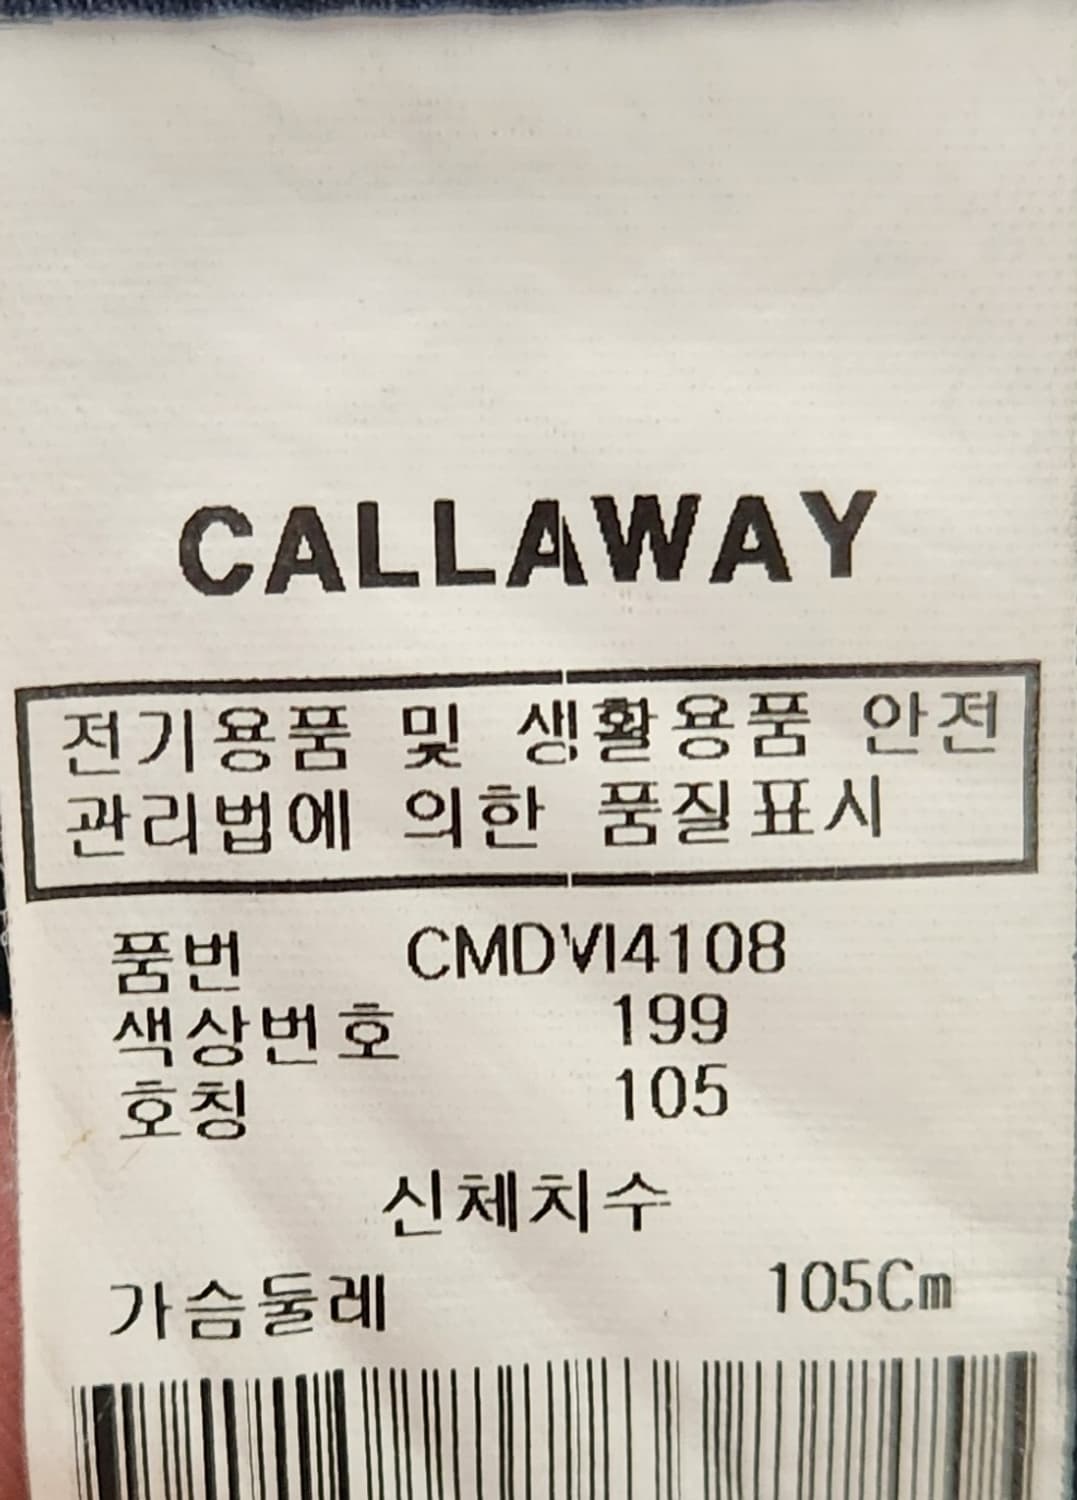 CALLAWAY
전기용품 및 생활용품 안전
관리법에 의한 품질표시
품번 CMDVI4108
색상번호 199
호칭 105
신체치수
가슴둘레 105Cm